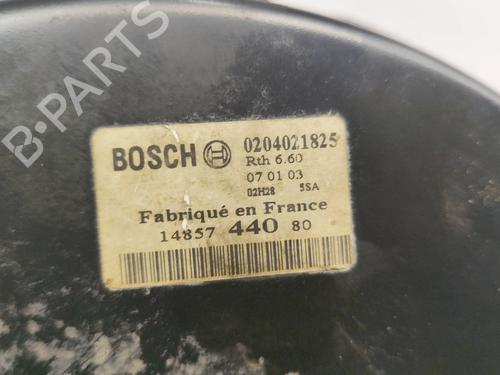 B-PARTS
BOSCH 0204021825
Rth 6.60
07 01 03
02H28 5SA
Fabriqué en France
14857 440 80